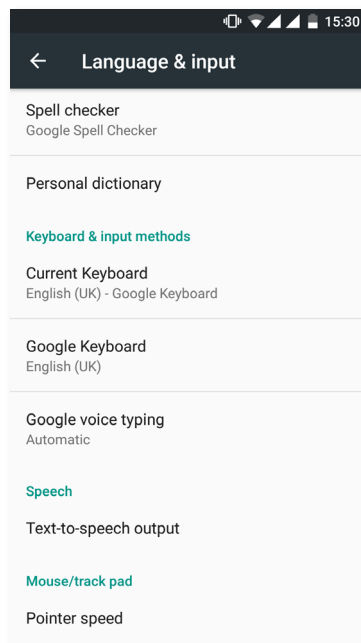 15:30
Language & input
Spell checker
Google Spell Checker
Personal dictionary
Keyboard & input methods
Current Keyboard
English (UK) - Google Keyboard
Google Keyboard
English (UK)
Google voice typing
Automatic
Speech
Text-to-speech output
Mouse/track pad
Pointer speed